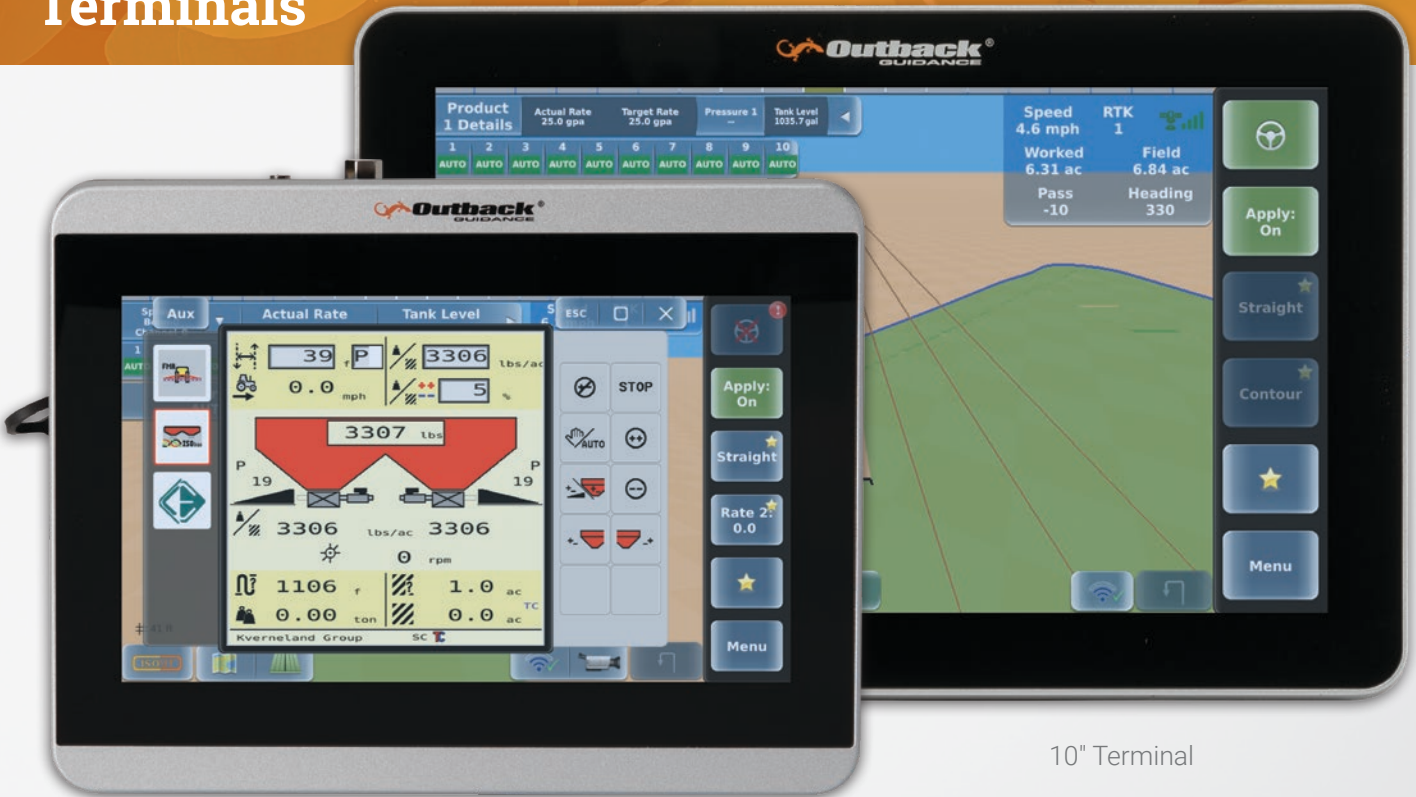 Terminals
Outback®
GUIDANCE
Product 1 Details
Actual Rate 25.0 gpa
Target Rate 25.0 gpa
Pressure 1 --
Tank Level 1035.7 gal
1 2 3 4 5 6 7 8 9 10
AUTO AUTO AUTO AUTO AUTO AUTO AUTO AUTO AUTO AUTO
Speed RTK
4.6 mph 1
Worked Field
6.31 ac 6.84 ac
Pass Heading
-10 330
Apply:
On
Straight
Contour
Menu
Outback®
GUIDANCE
Aux
Actual Rate
Tank Level
ESC
39 f P 3306 lbs/ac
0.0 mph 5 %
3307 lbs
P P
19 19
3306 lbs/ac 3306
0 rpm
1106 f 1.0 ac
0.00 ton 0.0 ac
TC
Kverneland Group SC TC
STOP
AUTO
Apply:
On
Straight
Rate 2:
0.0
Menu
10" Terminal